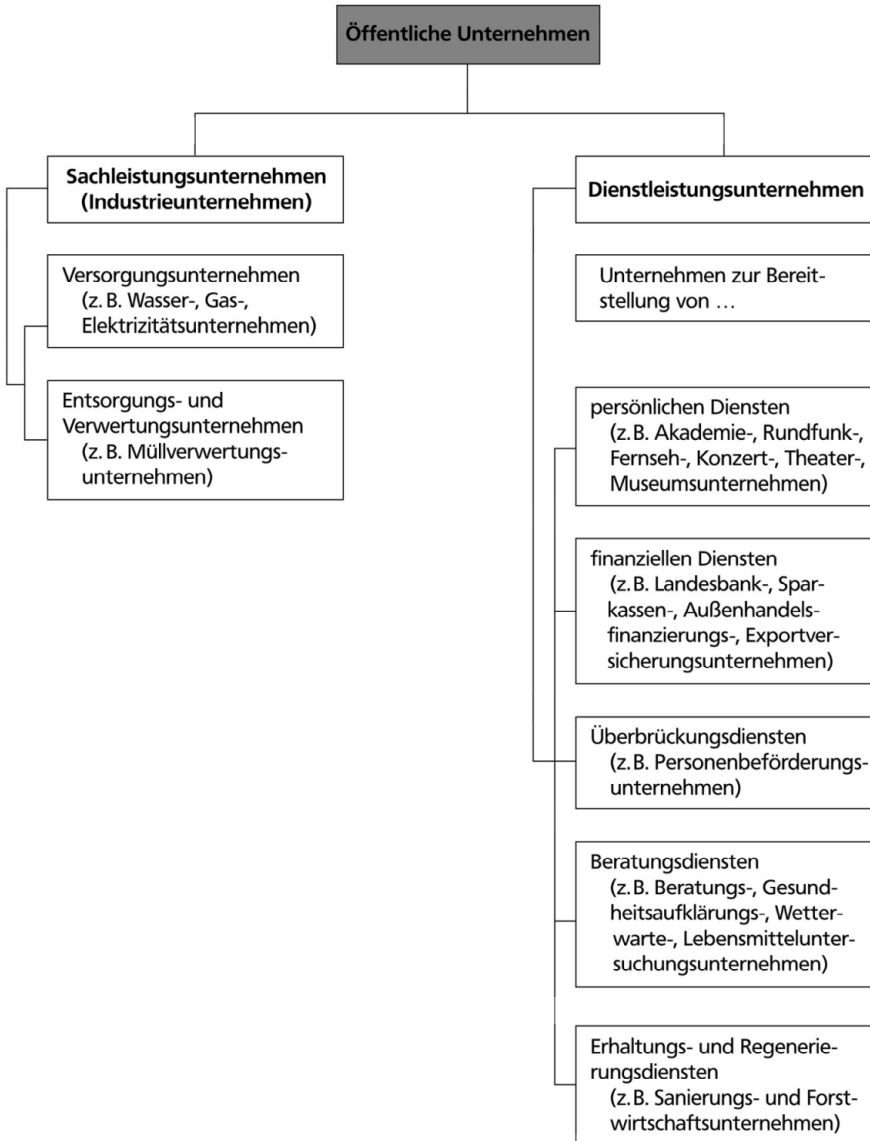 Öffentliche Unternehmen
Sachleistungsunternehmen
(Industrieunternehmen)
Versorgungsunternehmen
(z. B. Wasser-, Gas-,
Elektrizitätsunternehmen)
Entsorgungs- und
Verwertungsunternehmen
(z. B. Müllverwertungs-
unternehmen)
Dienstleistungsunternehmen
Unternehmen zur Bereit-
stellung von …
persönlichen Diensten
(z. B. Akademie-, Rundfunk-,
Fernseh-, Konzert-, Theater-,
Museumsunternehmen)
finanziellen Diensten
(z. B. Landesbank-, Spar-
kassen-, Außenhandels-
finanzierungs-, Exportver-
sicherungsunternehmen)
Überbrückungsdiensten
(z. B. Personenbeförderungs-
unternehmen)
Beratungsdiensten
(z. B. Beratungs-, Gesund-
heitsaufklärungs-, Wetter-
warte-, Lebensmittelunter-
suchungsunternehmen)
Erhaltungs- und Regenerie-
rungsdiensten
(z. B. Sanierungs- und Forst-
wirtschaftsunternehmen)